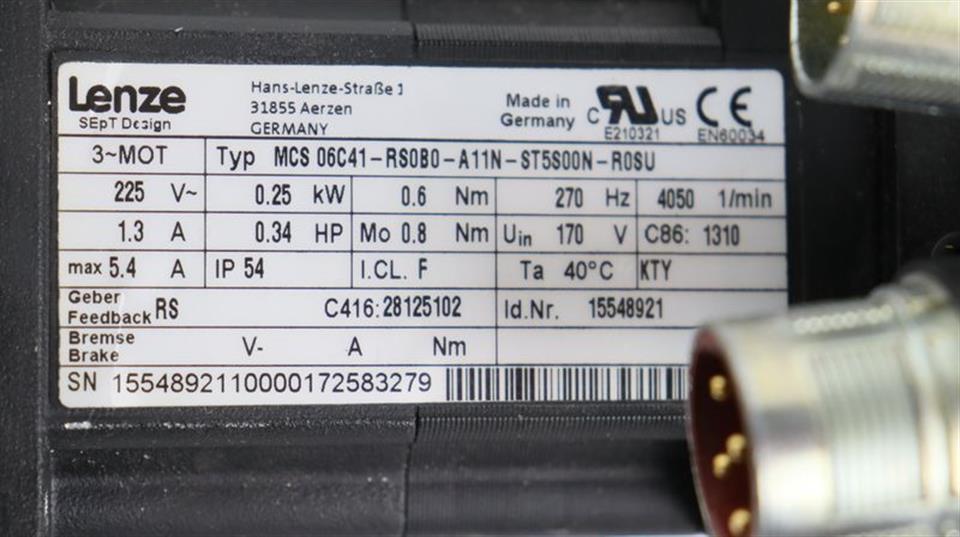 Lenze
SEpT Design
Hans-Lenze-Straße 1
31855 Aerzen
GERMANY
Made in
Germany
C UR US CE
E210321 EN60034
3~MOT Typ MCS 06C41-RS0B0-A11N-ST5S00N-R0SU
225 V~ 0.25 kW 0.6 Nm 270 Hz 4050 1/min
1.3 A 0.34 HP Mo 0.8 Nm Uin 170 V C86: 1310
max 5.4 A IP 54 I.CL. F Ta 40°C KTY
Geber
Feedback RS C416: 28125102 Id.Nr. 15548921
Bremse
Brake V- A Nm
SN 1554892110000172583279